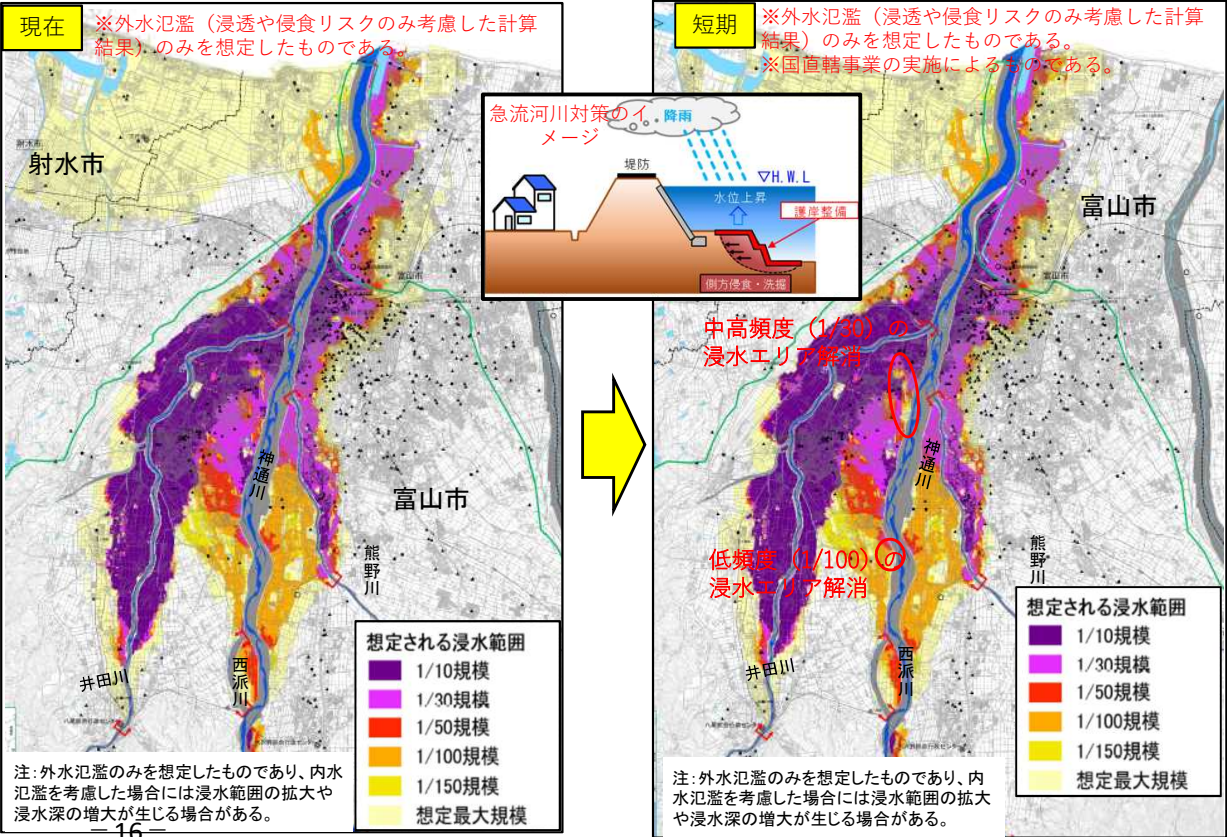 現在
※外水氾濫（浸透や侵食リスクのみ考慮した計算
結果）のみを想定したものである。
射水市
射水市
富山市
富山市
神通川
熊野川
井田川
西派川
想定される浸水範囲
1/10規模
1/30規模
1/50規模
1/100規模
1/150規模
想定最大規模
注：外水氾濫のみを想定したものであり、内水
氾濫を考慮した場合には浸水範囲の拡大や
浸水深の増大が生じる場合がある。
－16－
急流河川対策のイ
メージ
降雨
堤防
▽H.W.L
水位上昇
護岸整備
側方侵食・洗掘
短期
※外水氾濫（浸透や侵食リスクのみ考慮した計算
結果）のみを想定したものである。
※国直轄事業の実施によるものである。
富山市
富山市
中高頻度（1/30）の
浸水エリア解消
神通川
低頻度（1/100）の
浸水エリア解消
熊野川
井田川
西派川
想定される浸水範囲
1/10規模
1/30規模
1/50規模
1/100規模
1/150規模
想定最大規模
注：外水氾濫のみを想定したものであり、内
水氾濫を考慮した場合には浸水範囲の拡大
や浸水深の増大が生じる場合がある。